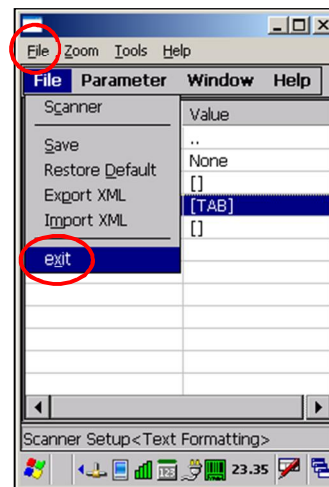 File Zoom Tools Help
File Parameter Window Help
Scanner
Value
Save
..
Restore Default
None
Export XML
[]
Import XML
[TAB]
[]
exit
Scanner Setup<Text Formatting>
23.35